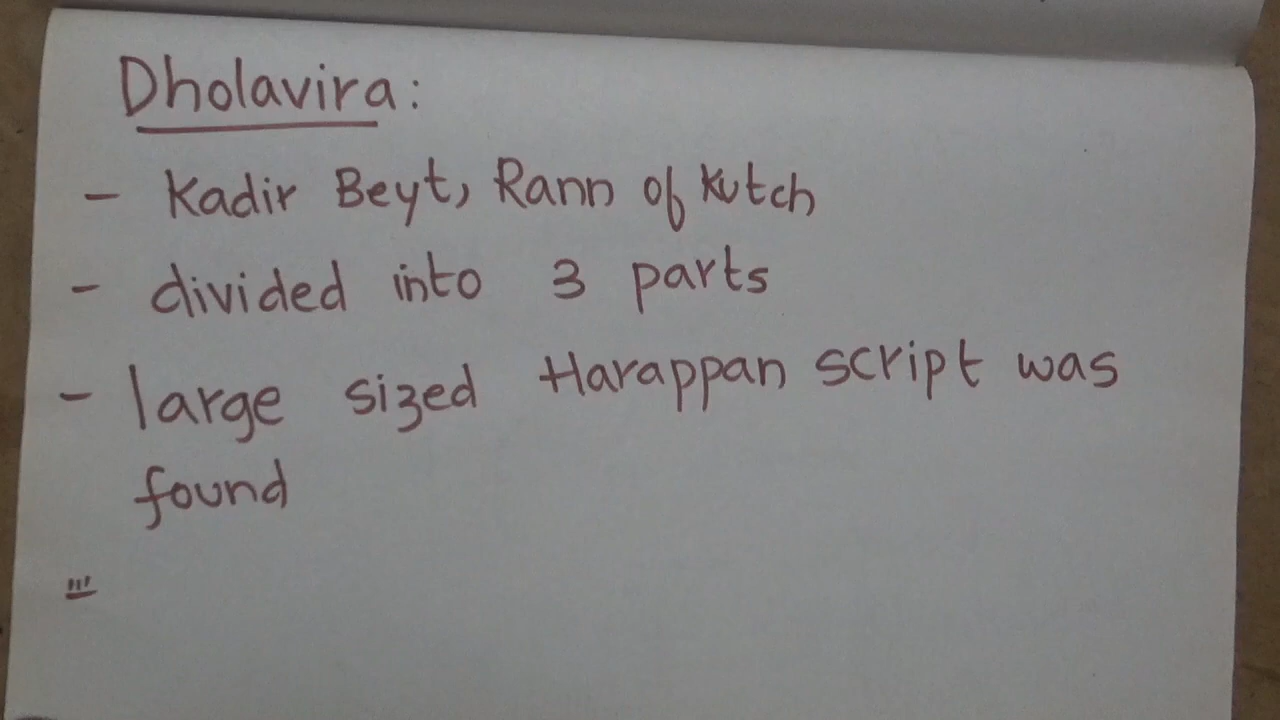 Dholavira:
- Kadir Beyt, Rann of Kutch
- divided into 3 parts
- large sized Harappan script was
found